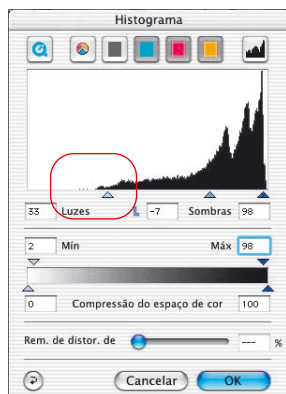 Histograma
33 Luzes L -7 Sombras 98
2 Mín Máx 98
0 Compressão do espaço de cor 100
Rem. de distor. de --- %
Cancelar OK